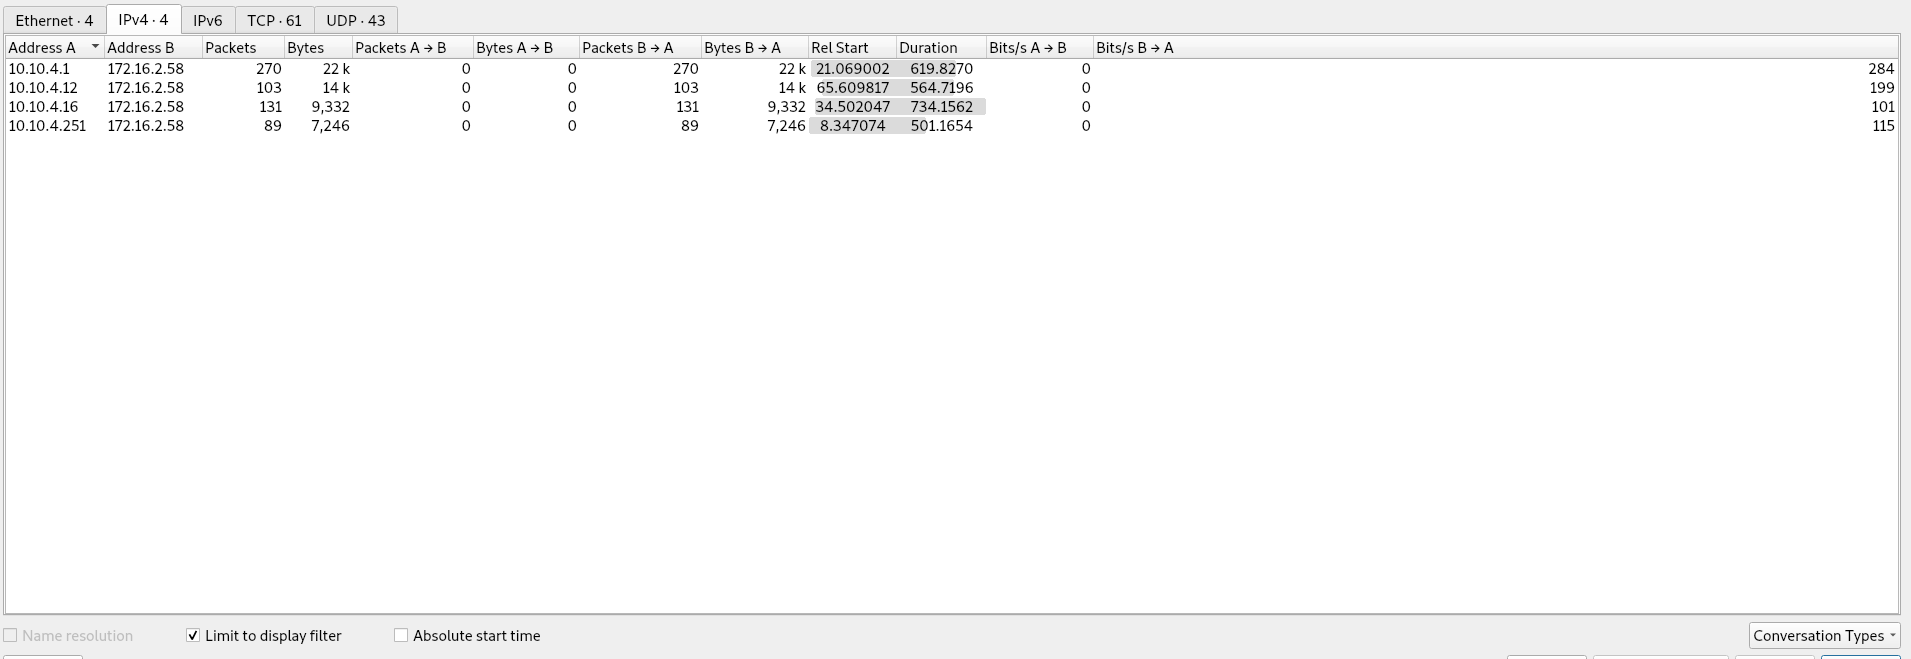 Ethernet · 4 IPv4 · 4 IPv6 TCP · 61 UDP · 43
Address A Address B Packets Bytes Packets A → B Bytes A → B Packets B → A Bytes B → A Rel Start Duration Bits/s A → B Bits/s B → A
10.10.4.1 172.16.2.58 270 22 k 0 0 270 22 k 21.069002 619.8270 0 284
10.10.4.12 172.16.2.58 103 14 k 0 0 103 14 k 65.609817 564.7196 0 199
10.10.4.16 172.16.2.58 131 9,332 0 0 131 9,332 34.502047 734.1562 0 101
10.10.4.251 172.16.2.58 89 7,246 0 0 89 7,246 8.347074 501.1654 0 115
Name resolution Limit to display filter Absolute start time Conversation Types